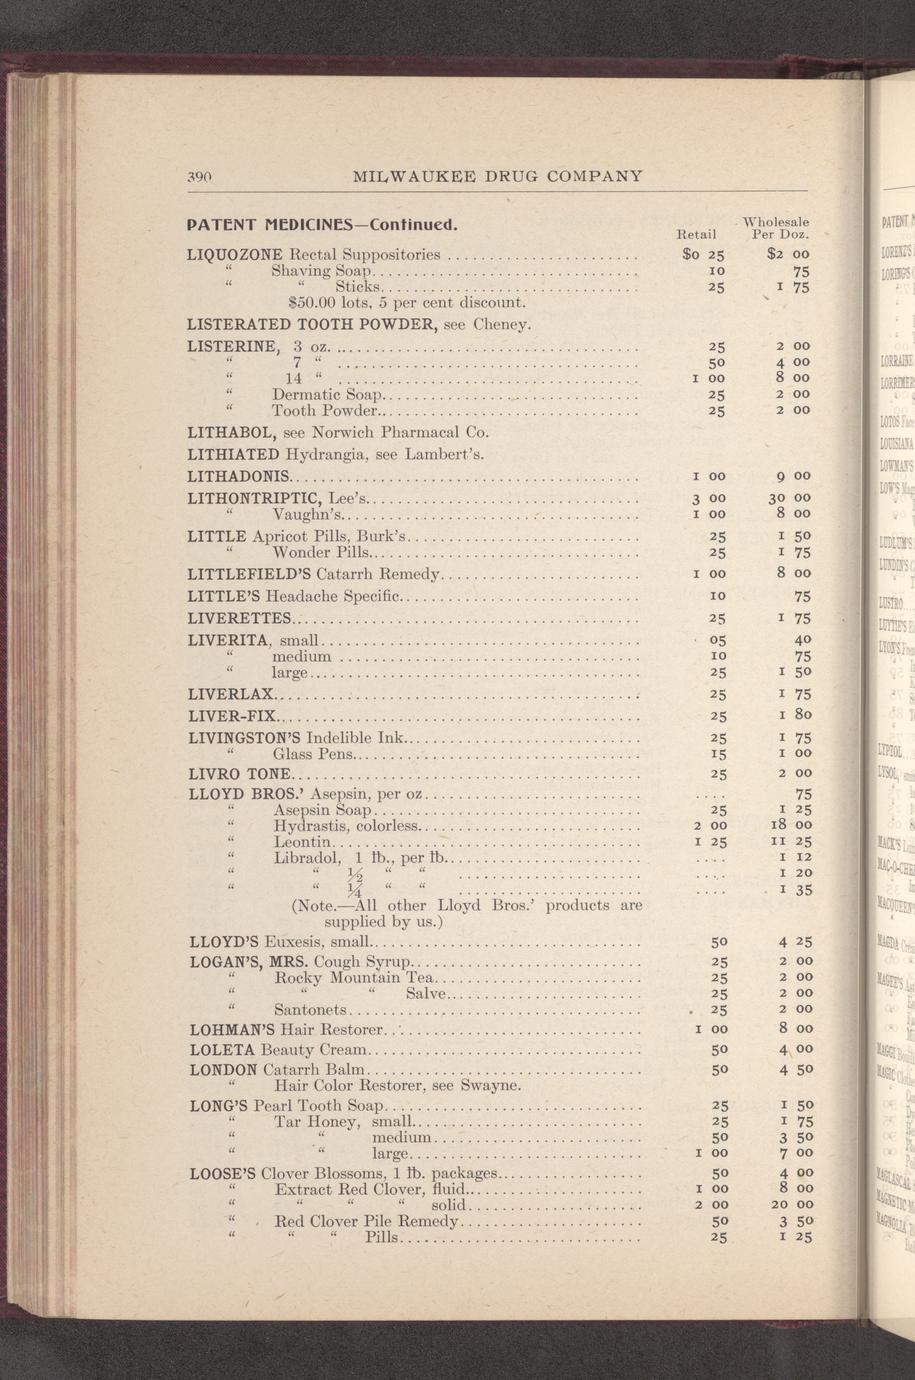 390 MILWAUKEE DRUG COMPANY
PATENT MEDICINES—Continued.
Retail Wholesale Per Doz.
LIQUOZONE Rectal Suppositories ........................ $0 25 $2 00
“ Shaving Soap................................ 10 75
“ “ Sticks................................ 25 1 75
$50.00 lots, 5 per cent discount.
LISTERATED TOOTH POWDER, see Cheney.
LISTERINE, 3 oz. ................................ 25 2 00
“ 7 “ ................................ 50 4 00
“ 14 “ ................................ 1 00 8 00
“ Dermatic Soap................................ 25 2 00
“ Tooth Powder................................ 25 2 00
LITHABOL, see Norwich Pharmacal Co.
LITHIATED Hydrangia, see Lambert's.
LITHADONIS................................ 1 00 9 00
LITHONTRIPTIC, Lee's................................ 3 00 30 00
“ Vaughn's................................ 1 00 8 00
LITTLE Apricot Pills, Burk's................................ 25 1 50
“ Wonder Pills................................ 25 1 75
LITTLEFIELD'S Catarrh Remedy........................ 1 00 8 00
LITTLE'S Headache Specific................................ 10 75
LIVERETTES................................ 25 1 75
LIVERITA, small................................ 05 40
“ medium ................................ 10 75
“ large................................ 25 1 50
LIVERLAX................................ 25 1 75
LIVER-FIX................................ 25 1 80
LIVINGSTON'S Indelible Ink................................ 25 1 75
“ Glass Pens................................ 15 1 00
LIVRO TONE................................ 25 2 00
LLOYD BROS.' Asepsin, per oz........................ .... 75
“ Asepsin Soap................................ 25 1 25
“ Hydrastis, colorless........................ 2 00 18 00
“ Leontin................................ 1 25 11 25
“ Libradol, 1 lb., per lb........................ .... 1 12
“ “ ½ “ “ ........................ .... 1 20
“ “ ¼ “ “ ........................ .... 1 35
(Note.—All other Lloyd Bros.' products are
supplied by us.)
LLOYD'S Euxesis, small................................ 50 4 25
LOGAN'S, MRS. Cough Syrup........................ 25 2 00
“ Rocky Mountain Tea........................ 25 2 00
“ “ “ Salve........................ 25 2 00
“ Santonets................................ 25 2 00
LOHMAN'S Hair Restorer................................ 1 00 8 00
LOLETA Beauty Cream................................ 50 4 00
LONDON Catarrh Balm................................ 50 4 50
“ Hair Color Restorer, see Swayne.
LONG'S Pearl Tooth Soap................................ 25 1 50
“ Tar Honey, small........................ 25 1 75
“ “ medium........................ 50 3 50
“ “ large........................ 1 00 7 00
LOOSE'S Clover Blossoms, 1 lb. packages................ 50 4 00
“ Extract Red Clover, fluid.................... 1 00 8 00
“ “ “ “ solid.................... 2 00 20 00
“ Red Clover Pile Remedy........................ 50 3 50
“ “ “ Pills........................ 25 1 25